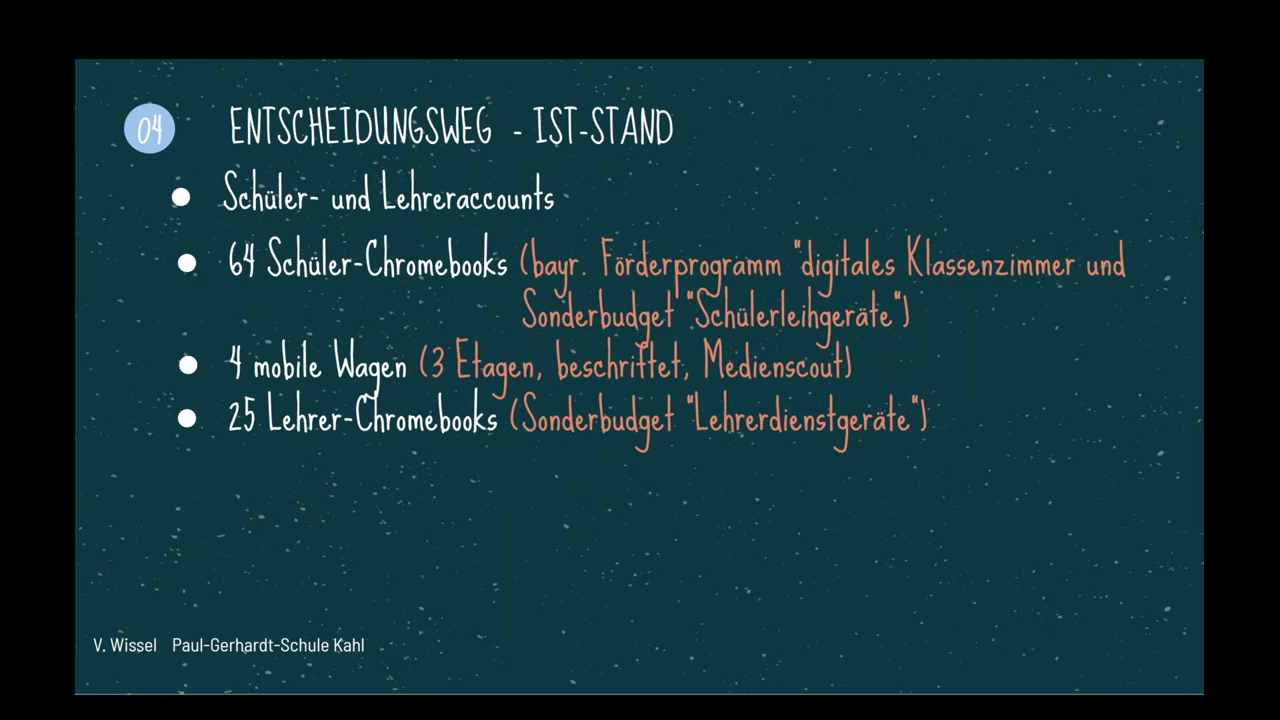 04 ENTSCHEIDUNGSWEG - IST-STAND
● Schüler- und Lehreraccounts
● 64 Schüler-Chromebooks (bayr. Förderprogramm "digitales Klassenzimmer und
Sonderbudget "Schülerleihgeräte")
● 4 mobile Wagen (3 Etagen, beschriftet, Medienscout)
● 25 Lehrer-Chromebooks (Sonderbudget "Lehrerdienstgeräte")
V. Wissel Paul-Gerhardt-Schule Kahl